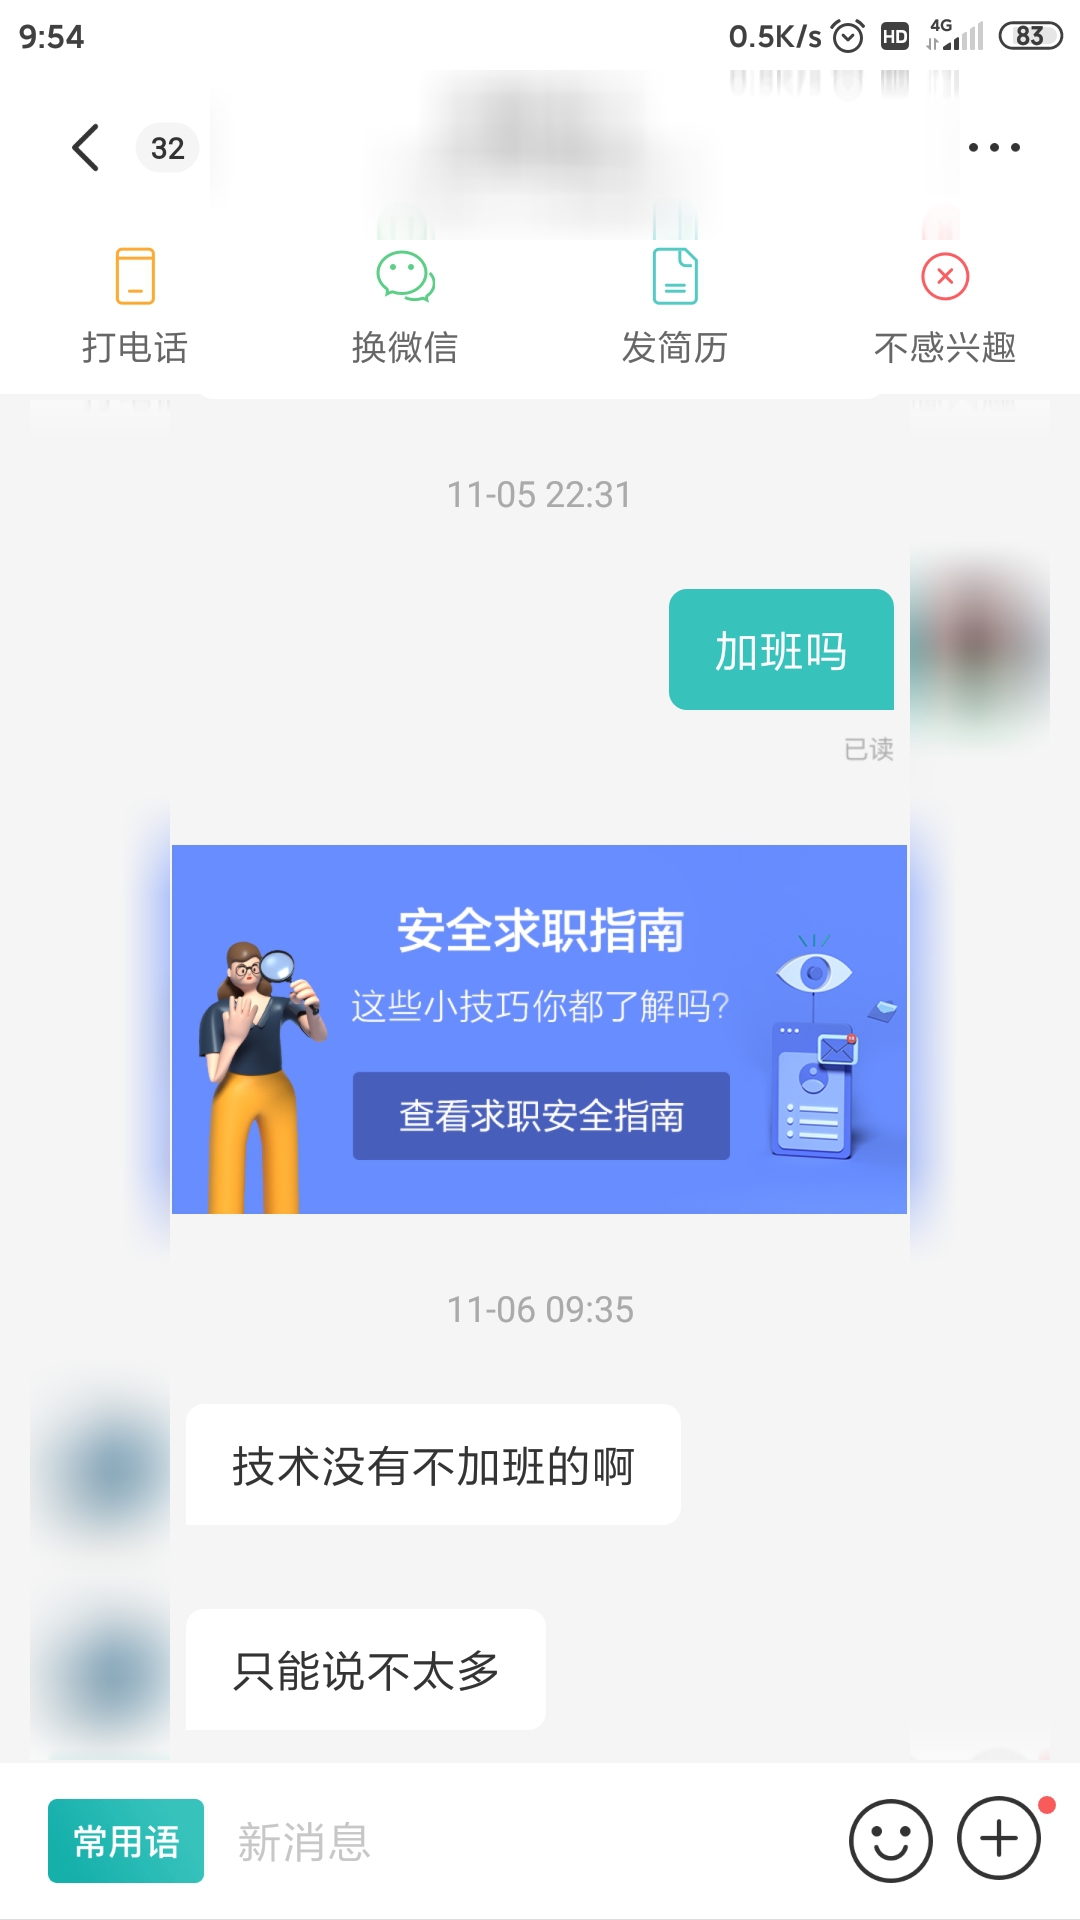 9:54
0.5K/s HD 4G 83
32
打电话
换微信
发简历
不感兴趣
11-05 22:31
加班吗
已读
安全求职指南
这些小技巧你都了解吗?
查看求职安全指南
11-06 09:35
技术没有不加班的啊
只能说不太多
常用语
新消息